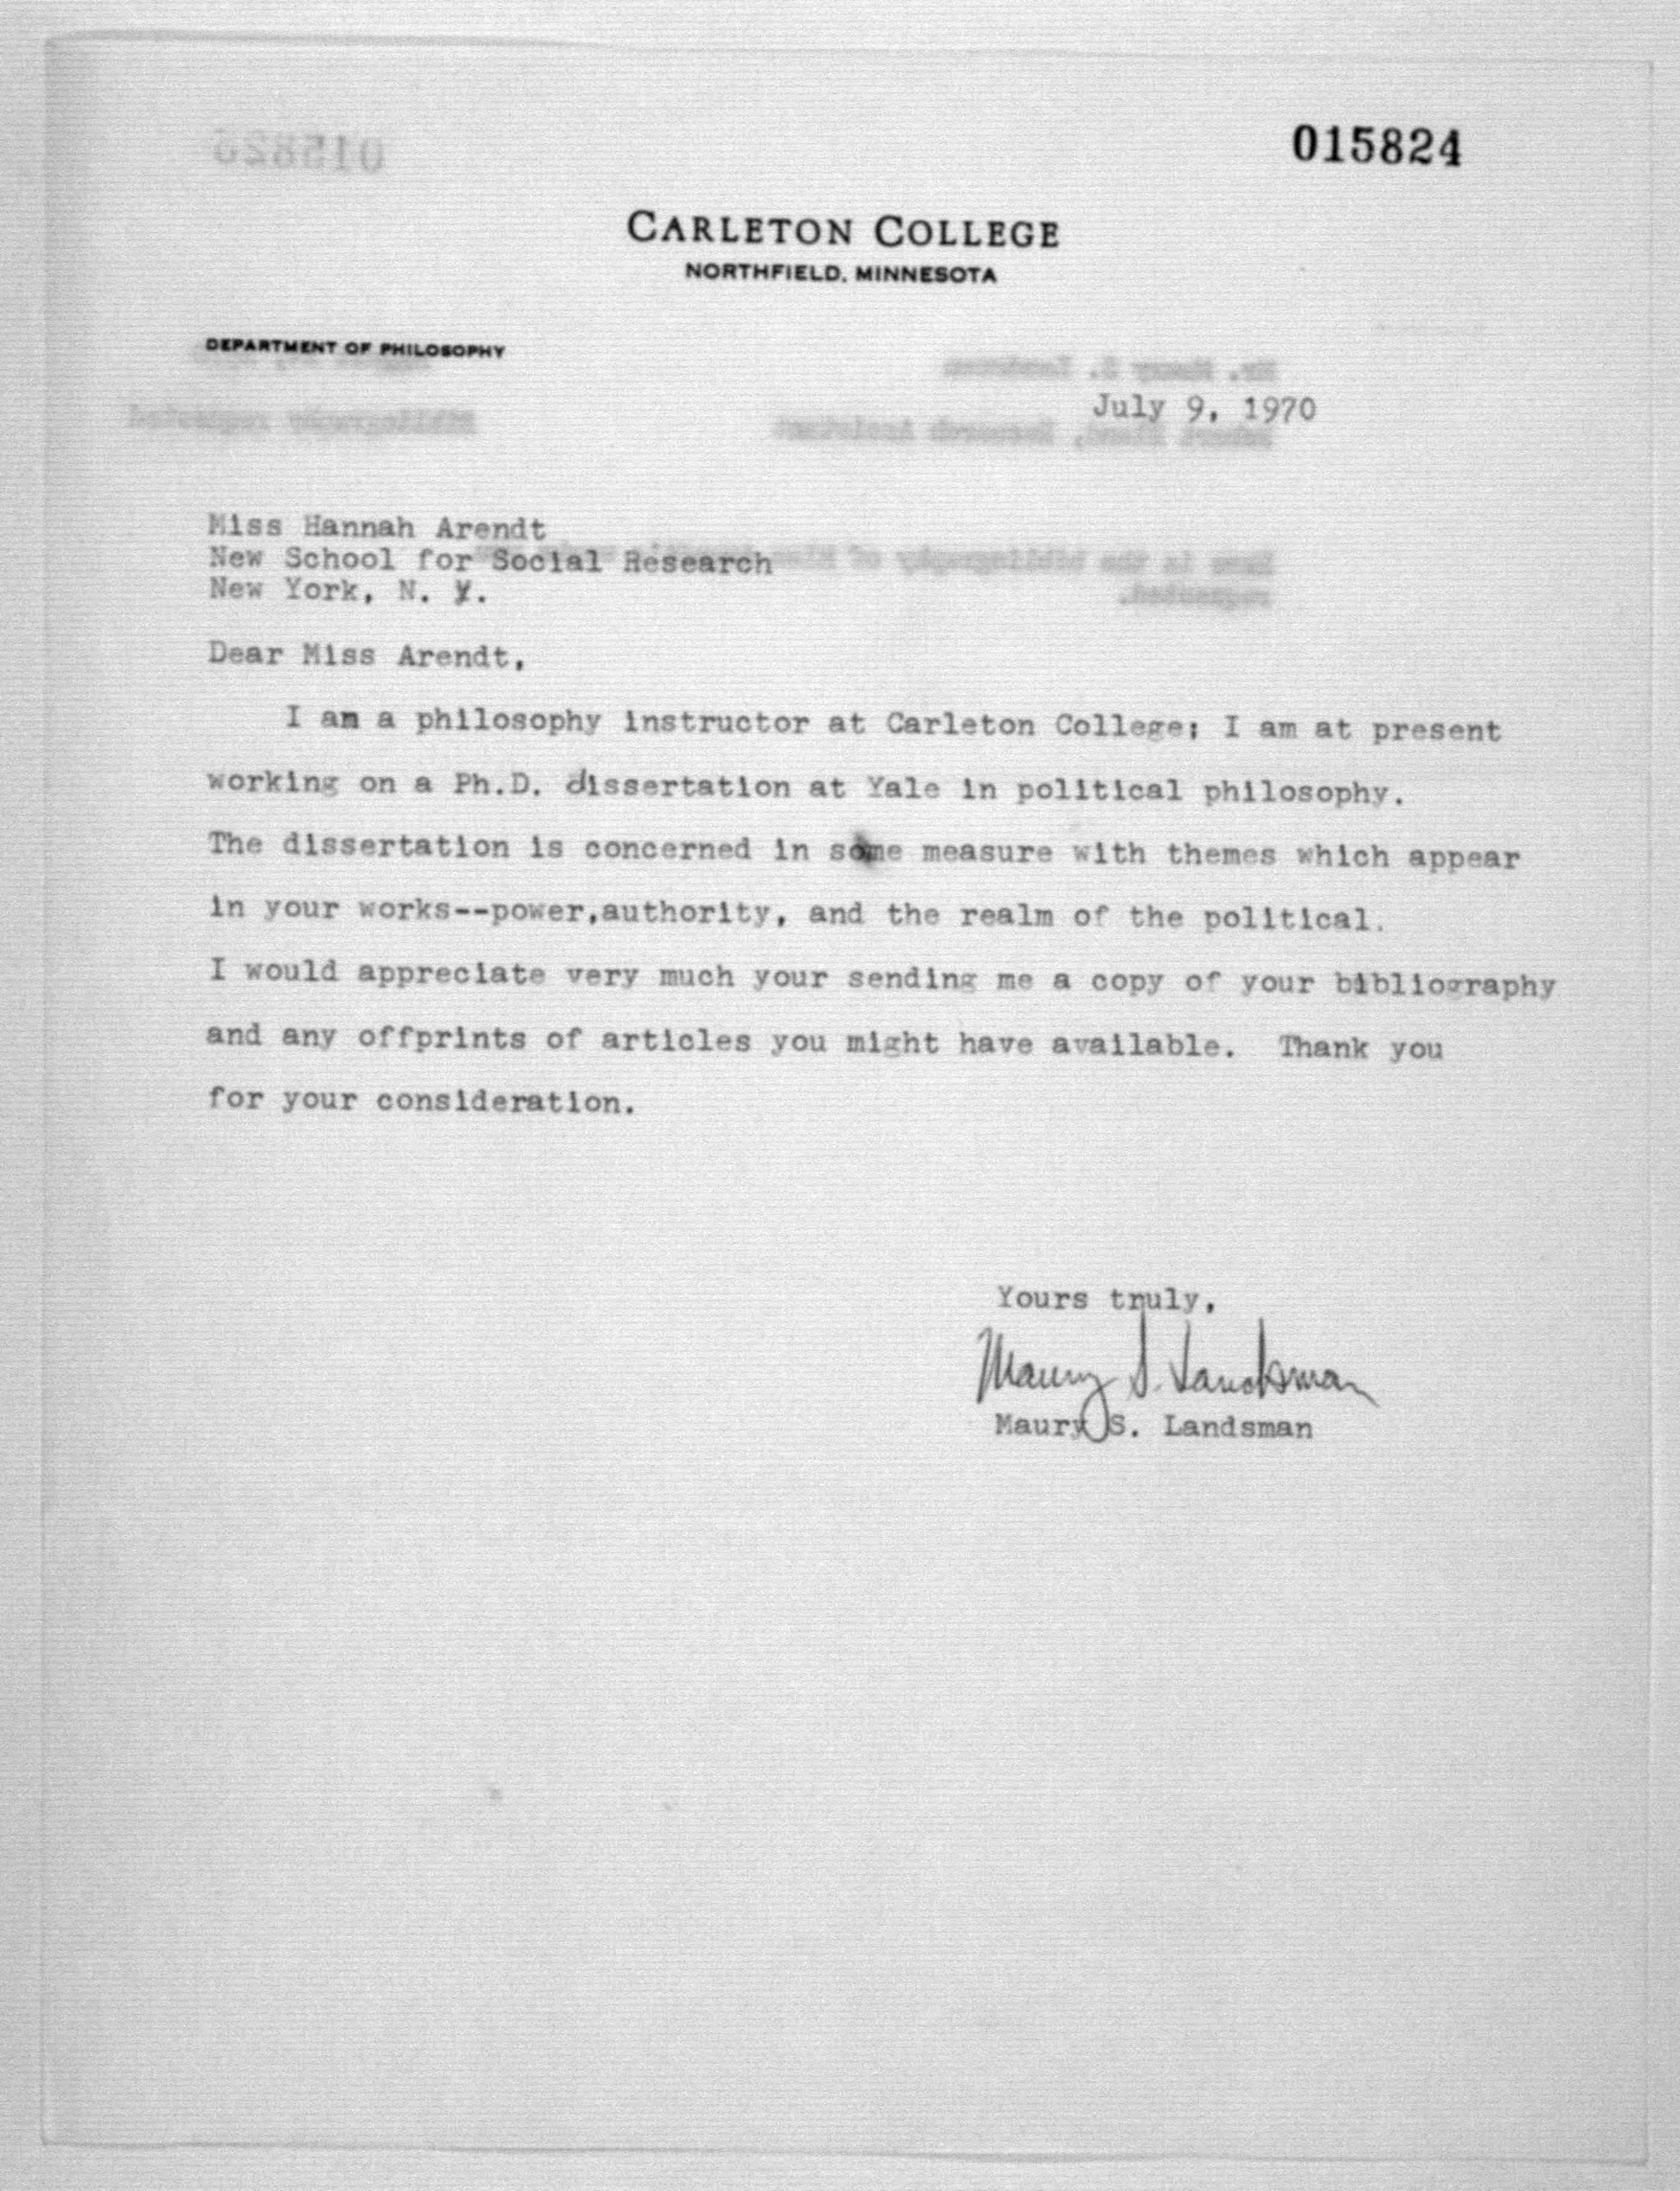 015824
CARLETON COLLEGE
NORTHFIELD, MINNESOTA
DEPARTMENT OF PHILOSOPHY
July 9, 1970
Miss Hannah Arendt
New School for Social Research
New York, N. Y.
Dear Miss Arendt,
I am a philosophy instructor at Carleton College; I am at present
working on a Ph.D. dissertation at Yale in political philosophy.
The dissertation is concerned in some measure with themes which appear
in your works--power,authority, and the realm of the political.
I would appreciate very much your sending me a copy of your bibliography
and any offprints of articles you might have available. Thank you
for your consideration.
Yours truly,
Maury S. Landsman
Maury S. Landsman